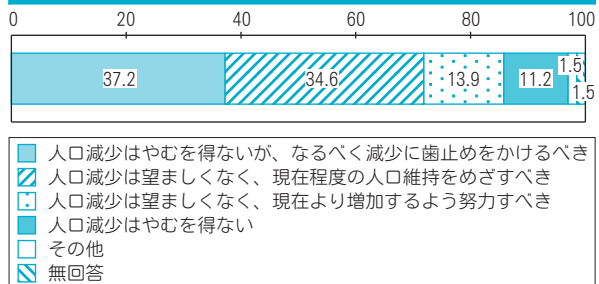 0 20 40 60 80 100
37.2 34.6 13.9 11.2 1.5
1.5
人口減少はやむを得ないが、なるべく減少に歯止めをかけるべき
人口減少は望ましくなく、現在程度の人口維持をめざすべき
人口減少は望ましくなく、現在より増加するよう努力すべき
人口減少はやむを得ない
その他
無回答